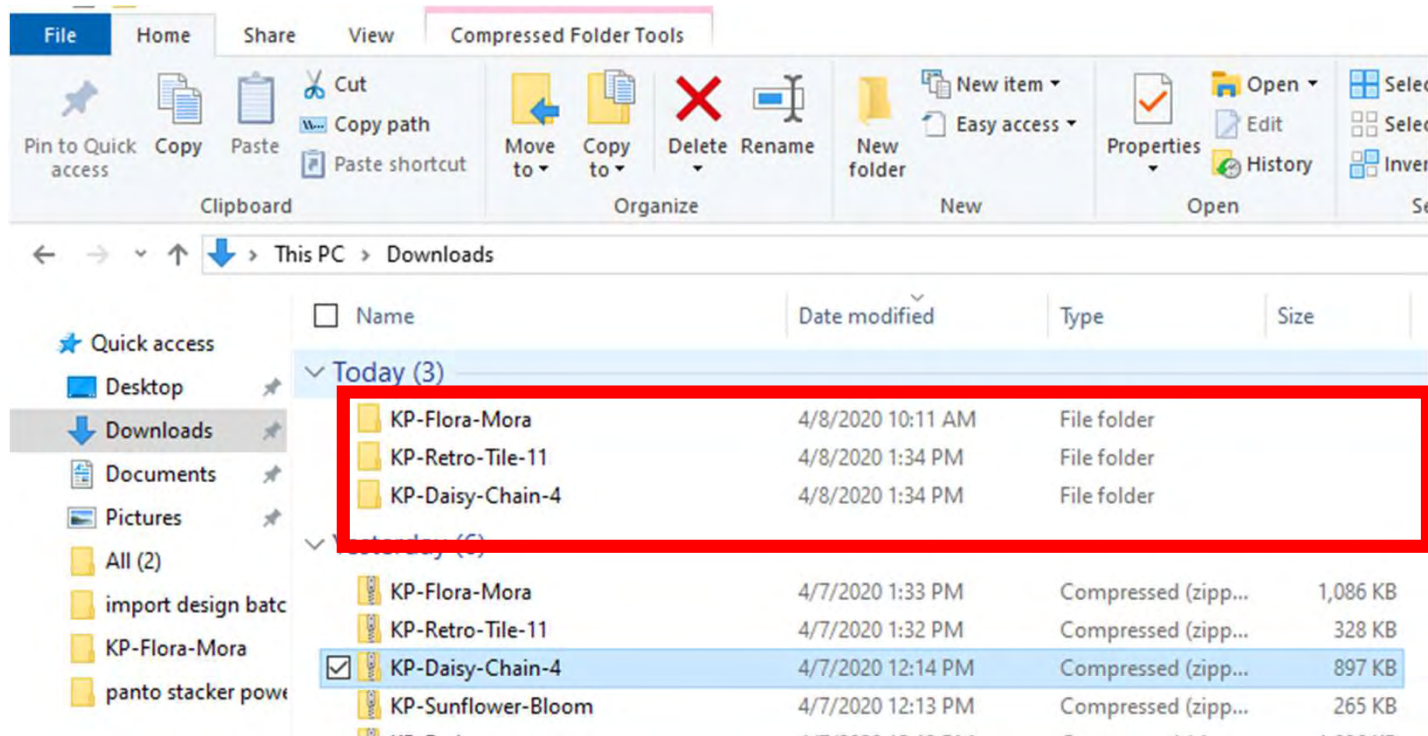 File Home Share View Compressed Folder Tools
Cut
Copy path
Paste shortcut
Pin to Quick access
Copy
Paste
Clipboard
Move to
Copy to
Delete
Rename
Organize
New folder
New item
Easy access
New
Properties
Open
Edit
History
Open
This PC > Downloads
Name Date modified Type Size
Quick access
Desktop
Downloads
Documents
Pictures
All (2)
import design batc
KP-Flora-Mora
panto stacker powe
Today (3)
KP-Flora-Mora 4/8/2020 10:11 AM File folder
KP-Retro-Tile-11 4/8/2020 1:34 PM File folder
KP-Daisy-Chain-4 4/8/2020 1:34 PM File folder
Yesterday (6)
KP-Flora-Mora 4/7/2020 1:33 PM Compressed (zipp... 1,086 KB
KP-Retro-Tile-11 4/7/2020 1:32 PM Compressed (zipp... 328 KB
KP-Daisy-Chain-4 4/7/2020 12:14 PM Compressed (zipp... 897 KB
KP-Sunflower-Bloom 4/7/2020 12:13 PM Compressed (zipp... 265 KB